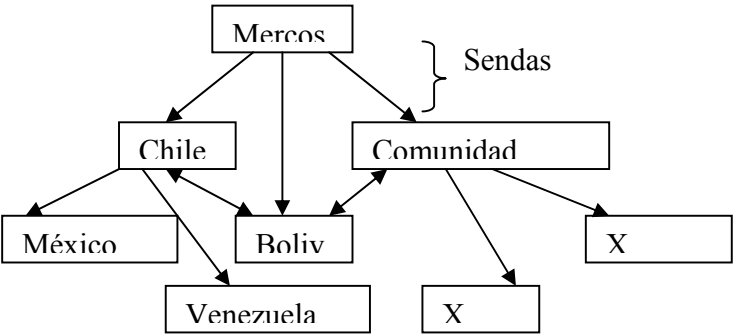 Mercos
Sendas
Chile
Comunidad
México
Boliv
X
Venezuela
X